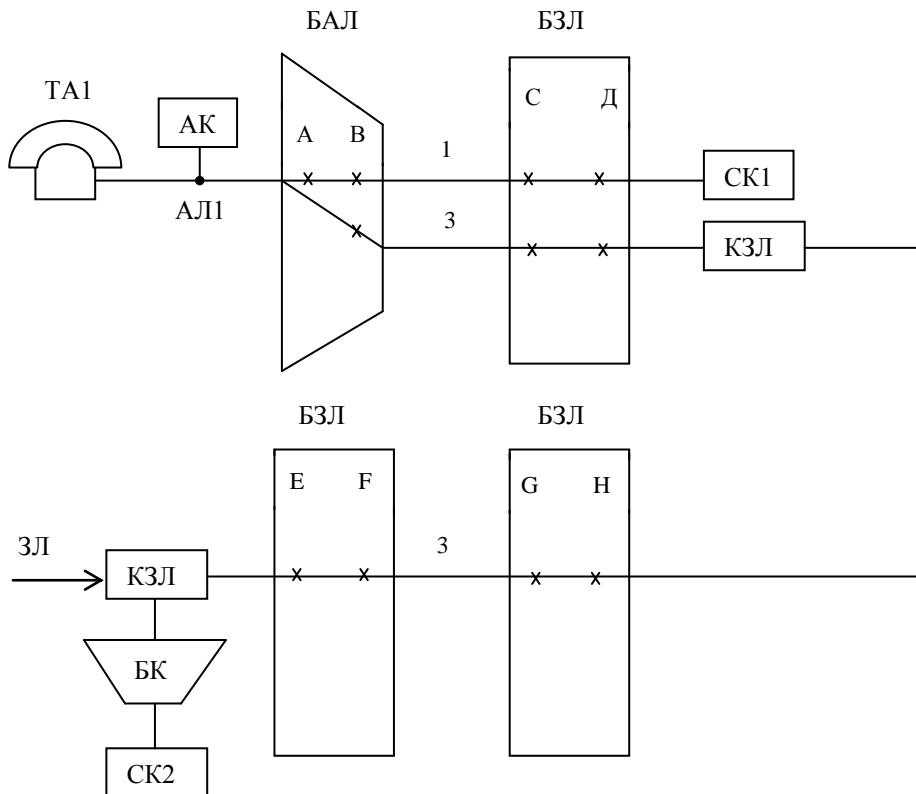 БАЛ БЗЛ
ТА1
АК
А В С Д
1
СК1
АЛ1
3
КЗЛ
БЗЛ БЗЛ
E F G H
ЗЛ
3
КЗЛ
БК
СК2